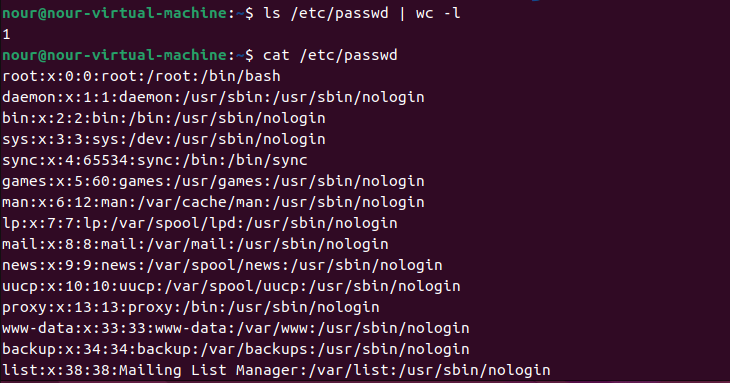 nour@nour-virtual-machine:~$ ls /etc/passwd | wc -l
1
nour@nour-virtual-machine:~$ cat /etc/passwd
root:x:0:0:root:/root:/bin/bash
daemon:x:1:1:daemon:/usr/sbin:/usr/sbin/nologin
bin:x:2:2:bin:/bin:/usr/sbin/nologin
sys:x:3:3:sys:/dev:/usr/sbin/nologin
sync:x:4:65534:sync:/bin:/bin/sync
games:x:5:60:games:/usr/games:/usr/sbin/nologin
man:x:6:12:man:/var/cache/man:/usr/sbin/nologin
lp:x:7:7:lp:/var/spool/lpd:/usr/sbin/nologin
mail:x:8:8:mail:/var/mail:/usr/sbin/nologin
news:x:9:9:news:/var/spool/news:/usr/sbin/nologin
uucp:x:10:10:uucp:/var/spool/uucp:/usr/sbin/nologin
proxy:x:13:13:proxy:/bin:/usr/sbin/nologin
www-data:x:33:33:www-data:/var/www:/usr/sbin/nologin
backup:x:34:34:backup:/var/backups:/usr/sbin/nologin
list:x:38:38:Mailing List Manager:/var/list:/usr/sbin/nologin